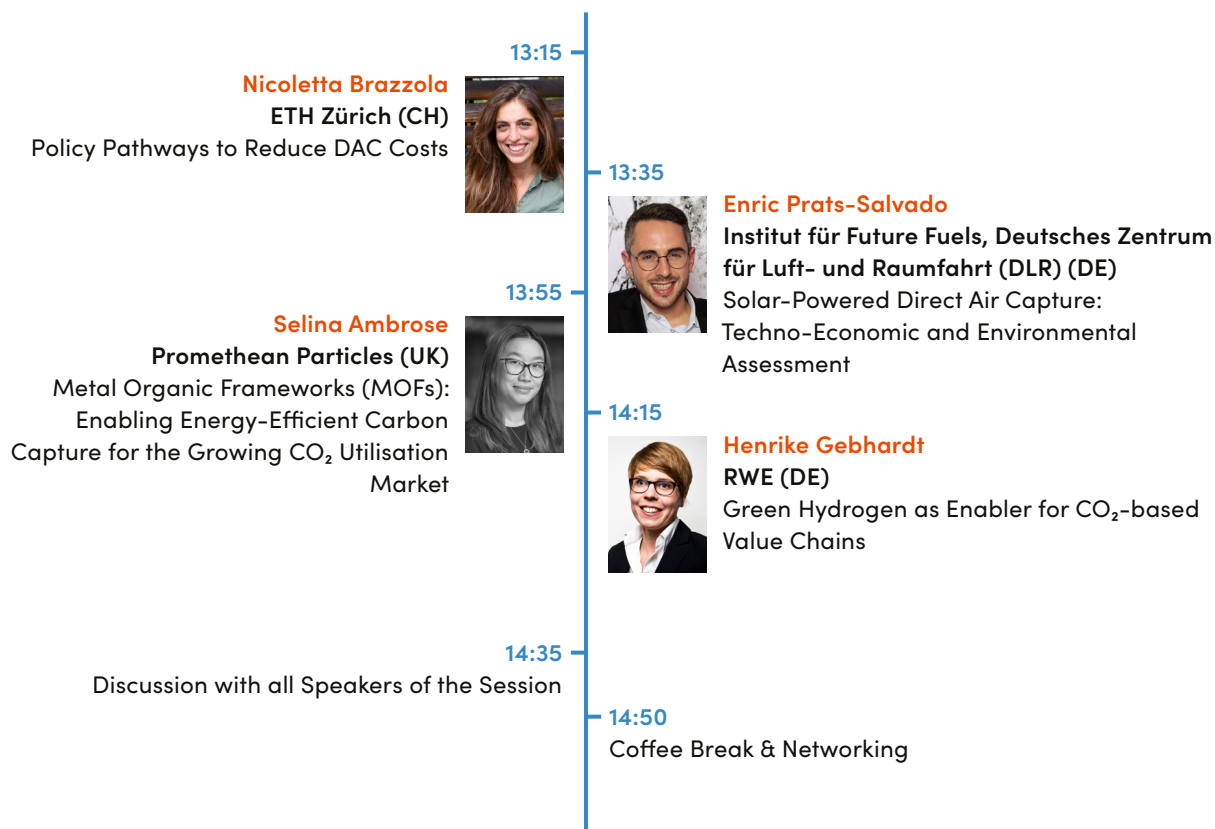 13:15
Nicoletta Brazzola
ETH Zürich (CH)
Policy Pathways to Reduce DAC Costs
13:35
Enric Prats-Salvado
Institut für Future Fuels, Deutsches Zentrum
für Luft- und Raumfahrt (DLR) (DE)
Solar-Powered Direct Air Capture:
Techno-Economic and Environmental
Assessment
13:55
Selina Ambrose
Promethean Particles (UK)
Metal Organic Frameworks (MOFs):
Enabling Energy-Efficient Carbon
Capture for the Growing CO₂ Utilisation
Market
14:15
Henrike Gebhardt
RWE (DE)
Green Hydrogen as Enabler for CO₂-based
Value Chains
14:35
Discussion with all Speakers of the Session
14:50
Coffee Break & Networking